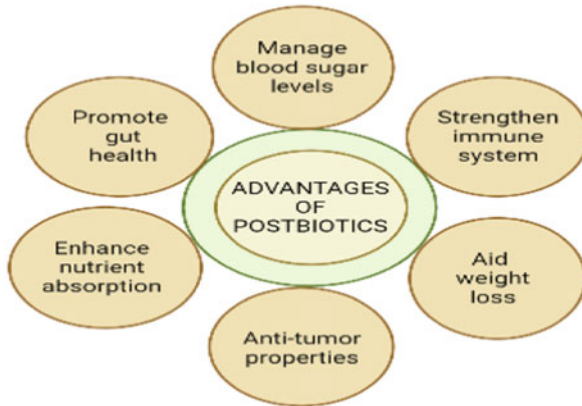 Manage
blood sugar
levels
Promote
gut
health
Strengthen
immune
system
ADVANTAGES
OF
POSTBIOTICS
Enhance
nutrient
absorption
Aid
weight
loss
Anti-tumor
properties